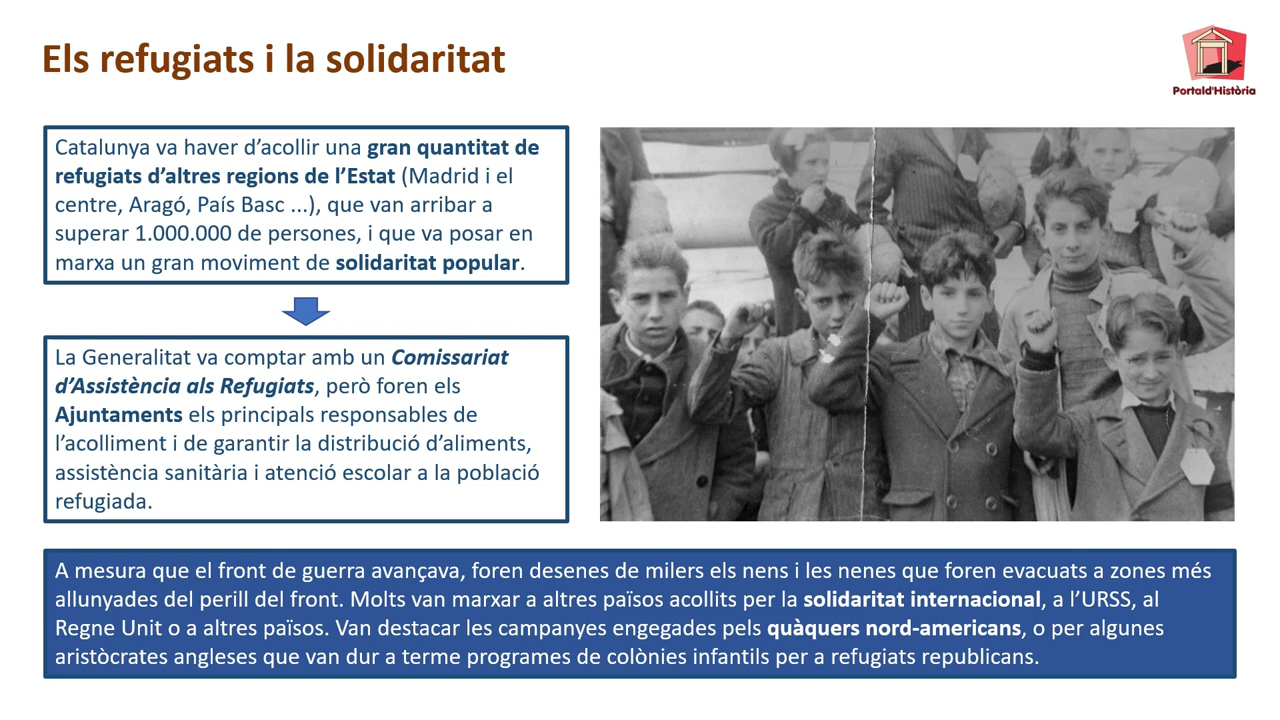 Els refugiats i la solidaritat
Portald'Història
Catalunya va haver d’acollir una gran quantitat de
refugiats d’altres regions de l’Estat (Madrid i el
centre, Aragó, País Basc ...), que van arribar a
superar 1.000.000 de persones, i que va posar en
marxa un gran moviment de solidaritat popular.
La Generalitat va comptar amb un Comissariat
d’Assistència als Refugiats, però foren els
Ajuntaments els principals responsables de
l’acolliment i de garantir la distribució d’aliments,
assistència sanitària i atenció escolar a la població
refugiada.
A mesura que el front de guerra avançava, foren desenes de milers els nens i les nenes que foren evacuats a zones més
allunyades del perill del front. Molts van marxar a altres països acollits per la solidaritat internacional, a l’URSS, al
Regne Unit o a altres països. Van destacar les campanyes engegades pels quàquers nord-americans, o per algunes
aristòcrates angleses que van dur a terme programes de colònies infantils per a refugiats republicans.